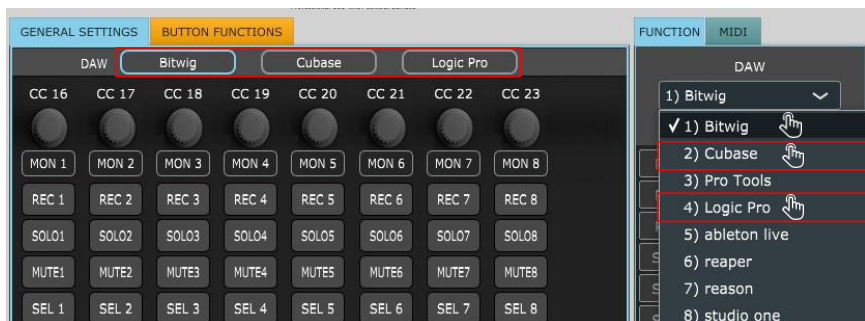 GENERAL SETTINGS BUTTON FUNCTIONS
DAW Bitwig Cubase Logic Pro
CC 16 CC 17 CC 18 CC 19 CC 20 CC 21 CC 22 CC 23
MON 1 MON 2 MON 3 MON 4 MON 5 MON 6 MON 7 MON 8
REC 1 REC 2 REC 3 REC 4 REC 5 REC 6 REC 7 REC 8
SOLO1 SOLO2 SOLO3 SOLO4 SOLO5 SOLO6 SOLO7 SOLO8
MUTE1 MUTE2 MUTE3 MUTE4 MUTE5 MUTE6 MUTE7 MUTE8
SEL 1 SEL 2 SEL 3 SEL 4 SEL 5 SEL 6 SEL 7 SEL 8
FUNCTION MIDI
DAW
1) Bitwig
✓ 1) Bitwig
2) Cubase
3) Pro Tools
4) Logic Pro
5) ableton live
6) reaper
7) reason
8) studio one